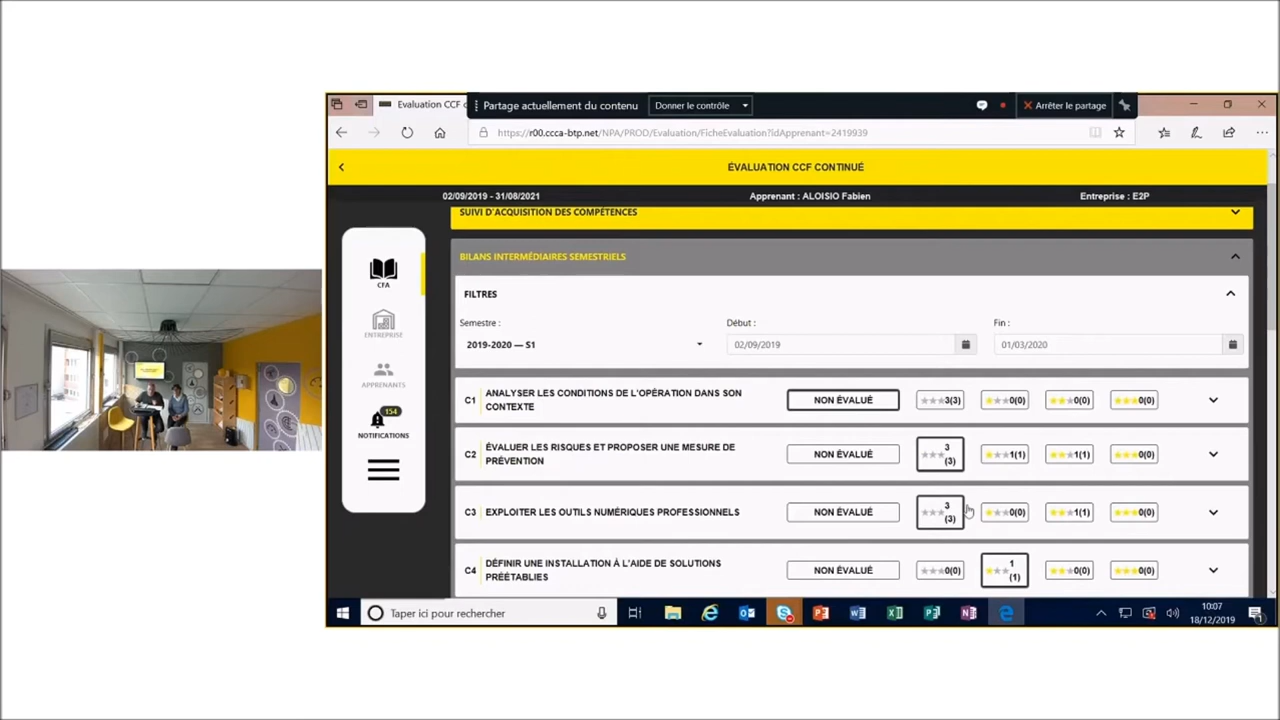 Evaluation CCF c
Partage actuellement du contenu
Donner le contrôle
Arrêter le partage
https://r00.ccca-btp.net/NPA/PROD/Evaluation/FicheEvaluation?idApprenant=2419939
ÉVALUATION CCF CONTINUÉ
02/09/2019 - 31/08/2021 Apprenant : ALOISIO Fabien Entreprise : E2P
SUIVI D'ACQUISITION DES COMPÉTENCES
BILANS INTERMÉDIAIRES SEMESTRIELS
CFA
ENTREPRISE
APPRENANTS
154
NOTIFICATIONS
FILTRES
Semestre : Début : Fin :
2019-2020 — S1 02/09/2019 01/03/2020
C1 ANALYSER LES CONDITIONS DE L'OPÉRATION DANS SON
CONTEXTE
NON ÉVALUÉ ★★★3(3) ★★★0(0) ★★★0(0) ★★★0(0)
C2 ÉVALUER LES RISQUES ET PROPOSER UNE MESURE DE
PRÉVENTION
NON ÉVALUÉ ★★★3 (3) ★★★1(1) ★★★1(1) ★★★0(0)
C3 EXPLOITER LES OUTILS NUMÉRIQUES PROFESSIONNELS
NON ÉVALUÉ ★★★3 (3) ★★★0(0) ★★★1(1) ★★★0(0)
C4 DÉFINIR UNE INSTALLATION À L'AIDE DE SOLUTIONS
PRÉÉTABLIES
NON ÉVALUÉ ★★★0(0) ★★★1 (1) ★★★0(0) ★★★0(0)
Taper ici pour rechercher
10:07
18/12/2019